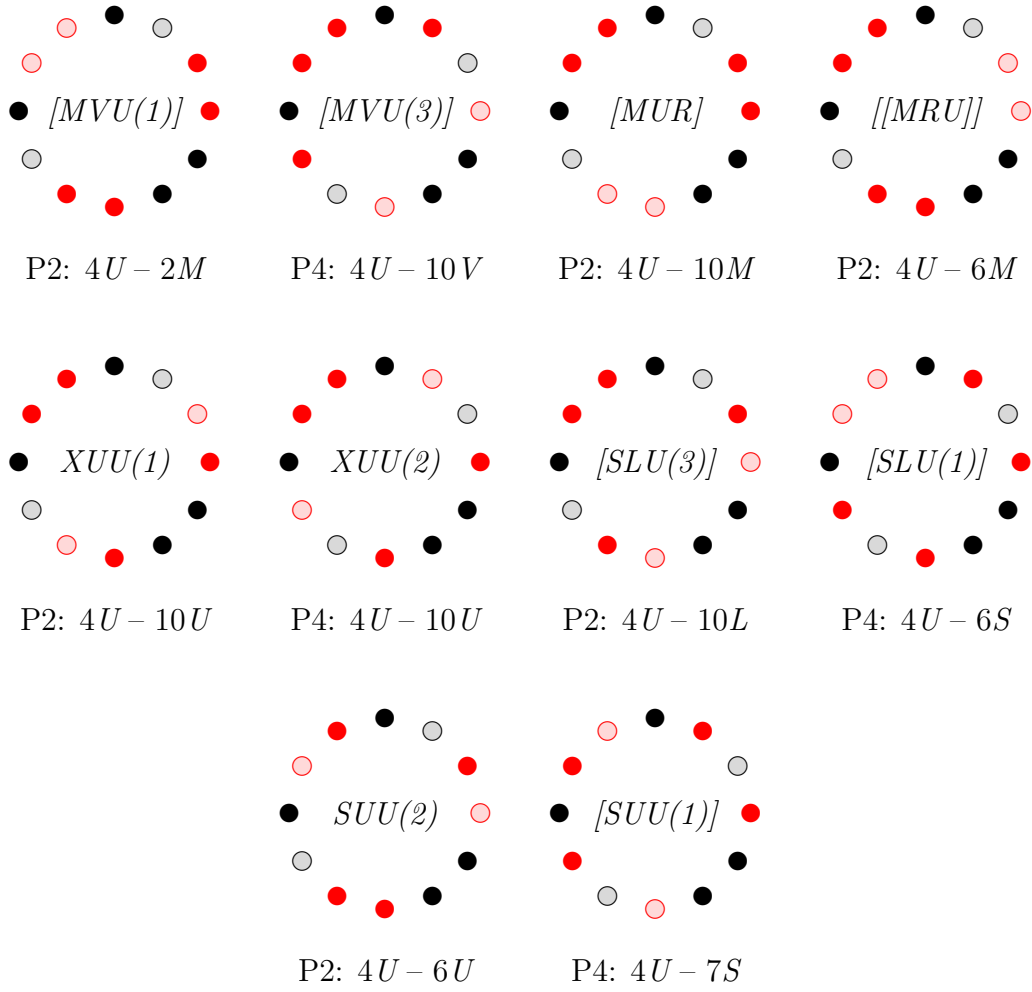 [MVU(1)] [MVU(3)] [MUR] [[MRU]]
P2: 4U – 2M P4: 4U – 10V P2: 4U – 10M P2: 4U – 6M
XUU(1) XUU(2) [SLU(3)] [SLU(1)]
P2: 4U – 10U P4: 4U – 10U P2: 4U – 10L P4: 4U – 6S
SUU(2) [SUU(1)]
P2: 4U – 6U P4: 4U – 7S